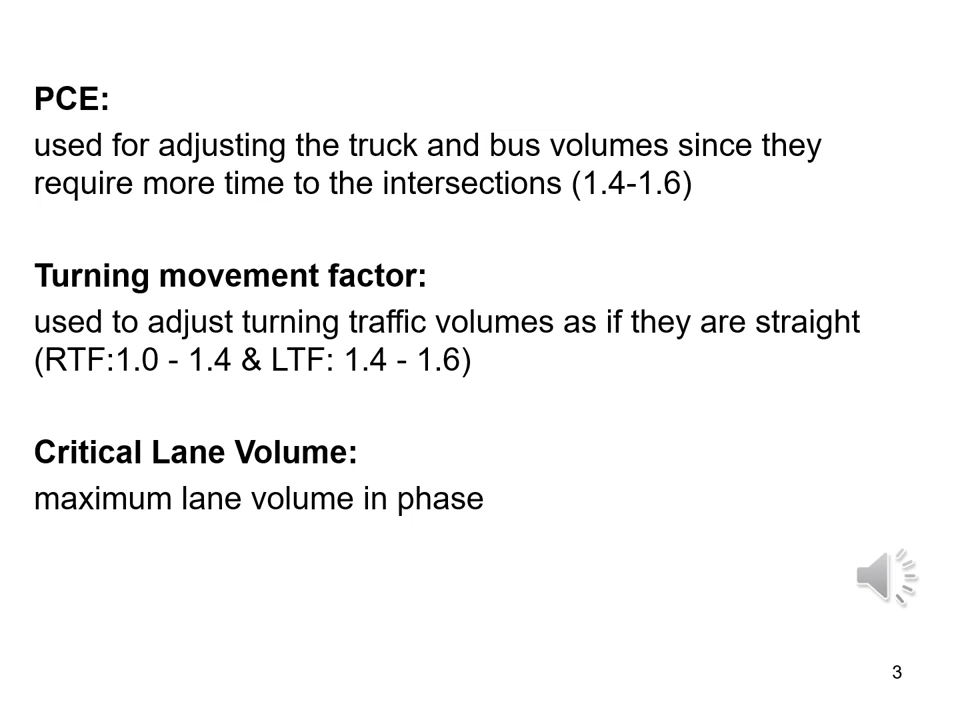 PCE:
used for adjusting the truck and bus volumes since they
require more time to the intersections (1.4-1.6)
Turning movement factor:
used to adjust turning traffic volumes as if they are straight
(RTF:1.0 - 1.4 & LTF: 1.4 - 1.6)
Critical Lane Volume:
maximum lane volume in phase
3